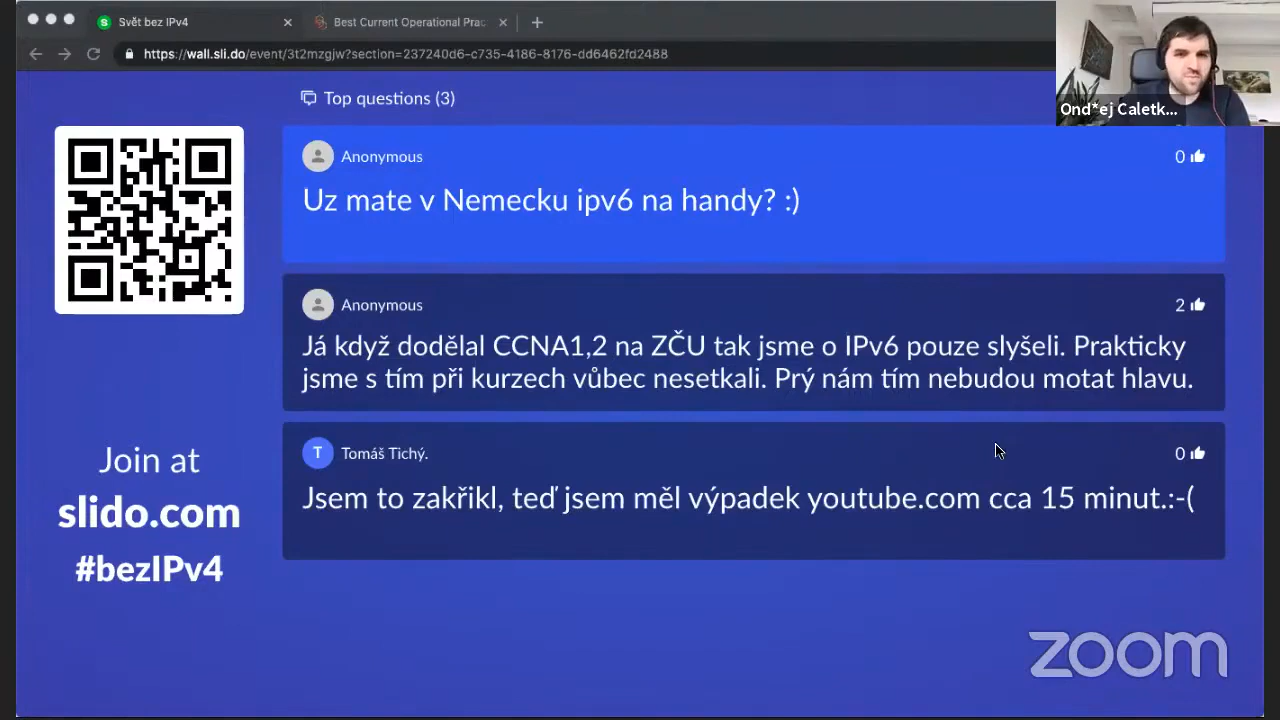 Svět bez IPv4
Best Current Operational Prac
https://wall.sli.do/event/3t2mzgjw?section=237240d6-c735-4186-8176-dd6462fd2488
Ond*ej Caletk...
Top questions (3)
Anonymous
0
Uz mate v Nemecku ipv6 na handy? :)
Anonymous
2
Já když dodělal CCNA1,2 na ZČU tak jsme o IPv6 pouze slyšeli. Prakticky
jsme s tím při kurzech vůbec nesetkali. Prý nám tím nebudou motat hlavu.
T
Tomáš Tichý.
0
Jsem to zakřikl, teď jsem měl výpadek youtube.com cca 15 minut.:-(
Join at
slido.com
#bezIPv4
zoom